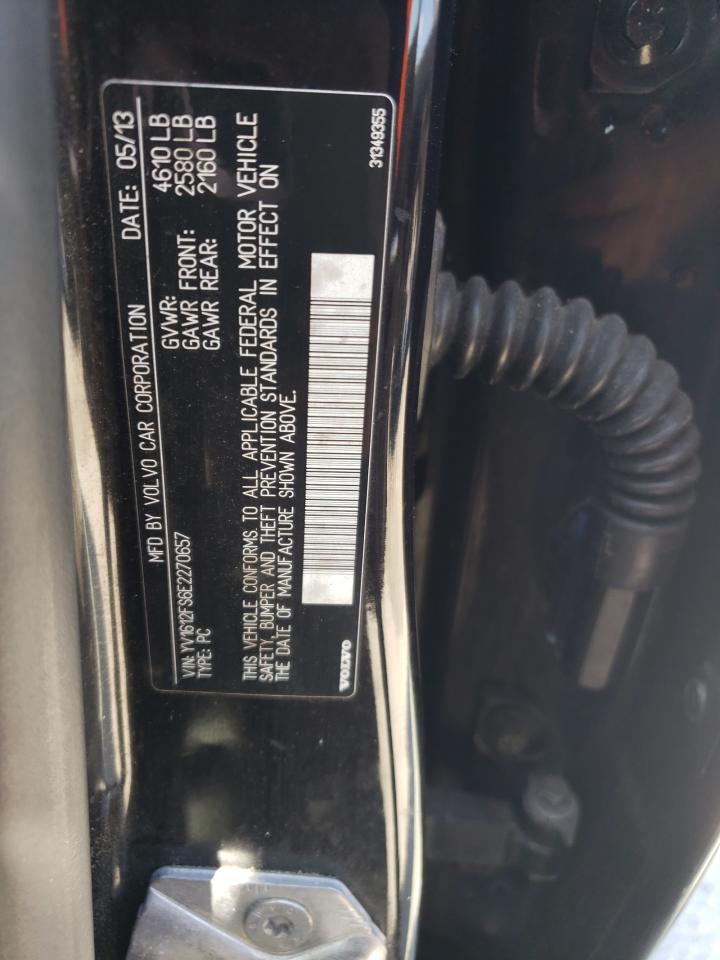 MFD BY VOLVO CAR CORPORATION DATE: 05/13
GVWR: 4610 LB
GAWR FRONT: 2580 LB
GAWR REAR: 2160 LB
VIN: YV1612FS6E2270657
TYPE: PC
THIS VEHICLE CONFORMS TO ALL APPLICABLE FEDERAL MOTOR VEHICLE
SAFETY, BUMPER AND THEFT PREVENTION STANDARDS IN EFFECT ON
THE DATE OF MANUFACTURE SHOWN ABOVE.
VOLVO 31349355